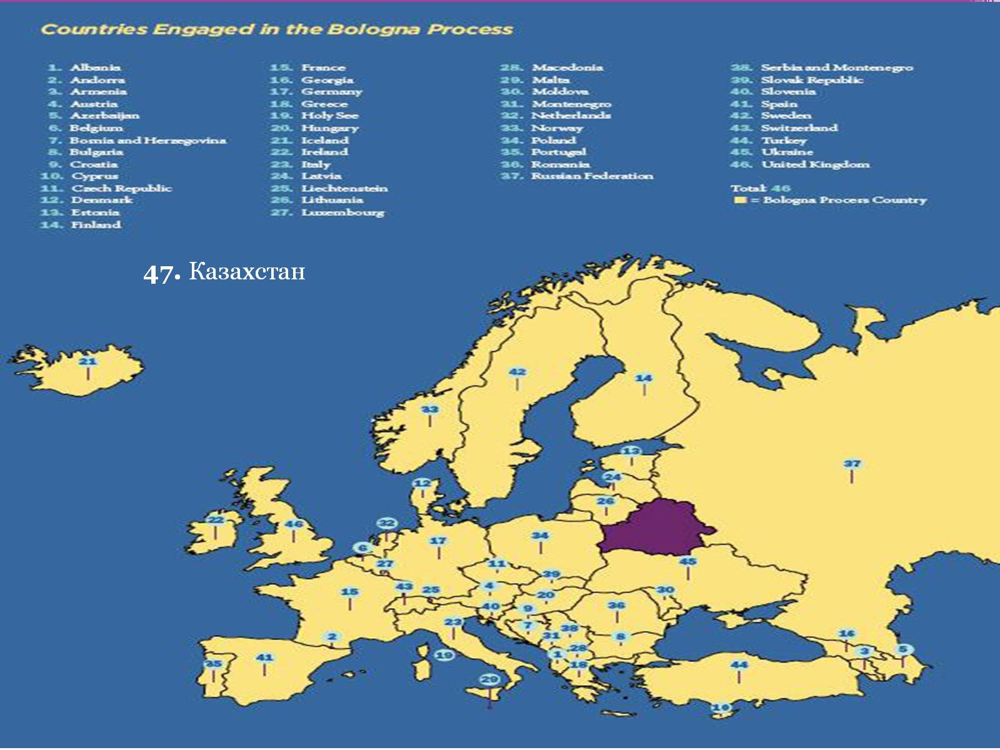 Countries Engaged in the Bologna Process
1. Albania
2. Andorra
3. Armenia
4. Austria
5. Azerbaijan
6. Belgium
7. Bosnia and Herzegovina
8. Bulgaria
9. Croatia
10. Cyprus
11. Czech Republic
12. Denmark
13. Estonia
14. Finland
15. France
16. Georgia
17. Germany
18. Greece
19. Holy See
20. Hungary
21. Iceland
22. Ireland
23. Italy
24. Latvia
25. Liechtenstein
26. Lithuania
27. Luxembourg
28. Macedonia
29. Malta
30. Moldova
31. Montenegro
32. Netherlands
33. Norway
34. Poland
35. Portugal
36. Romania
37. Russian Federation
38. Serbia and Montenegro
39. Slovak Republic
40. Slovenia
41. Spain
42. Sweden
43. Switzerland
44. Turkey
45. Ukraine
46. United Kingdom
Total: 46
= Bologna Process Country
47. Казахстан
21
42
14
33
37
13
24
12
26
22
46
32
34
17
6
45
27
11
39
15
43
25
4
20
30
40
9
36
23
7
38
31
2
8
16
28
3
5
1
19
35
41
18
44
29
10